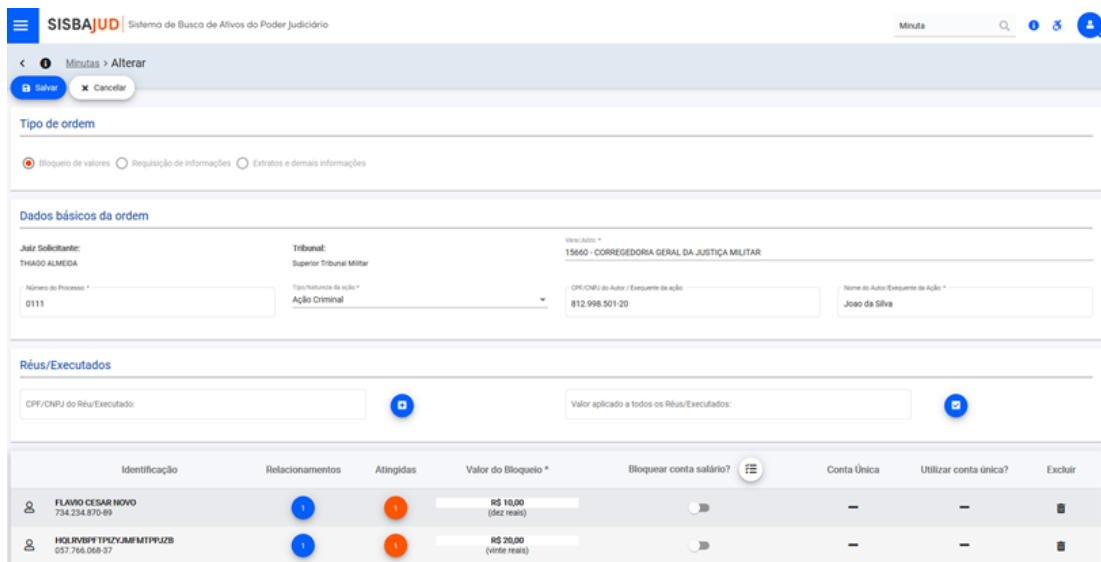 SISBAJUD Sistema de Busca de Ativos do Poder Judiciário Minuta
Minutas > Alterar
Salvar Cancelar
Tipo de ordem
Bloqueio de valores Requisição de informações Extratos e demais informações
Dados básicos da ordem
Juiz Solicitante: Tribunal: Vara/Juízo: *
THIAGO ALMEIDA Superior Tribunal Militar 15660 - CORREGEDORIA GERAL DA JUSTIÇA MILITAR
Número do Processo: * Tipo/Natureza da ação * CPF/CNPJ do Autor / Exequente da ação: Nome do Autor/Exequente da Ação: *
0111 Ação Criminal 812.998.501-20 Joao da Silva
Réus/Executados
CPF/CNPJ do Réu/Executado: Valor aplicado a todos os Réus/Executados:
Identificação Relacionamentos Atingidas Valor do Bloqueio * Bloquear conta salário? Conta Única Utilizar conta única? Excluir
FLAVIO CESAR NOVO 1 1 R$ 10,00
734.234.870-89 (dez reais)
1 1 R$ 20,00
057.766.068-37 (vinte reais)